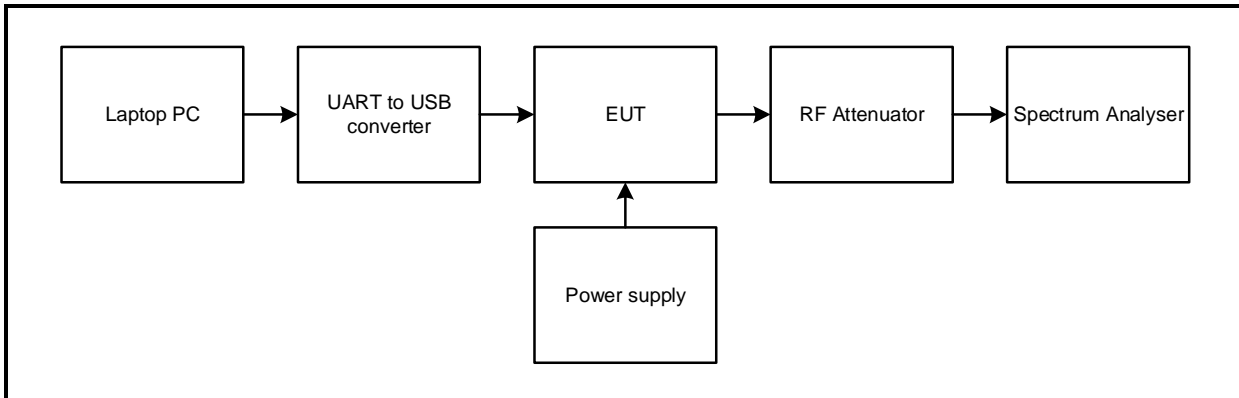 Laptop PC
UART to USB
converter
EUT
RF Attenuator
Spectrum Analyser
Power supply